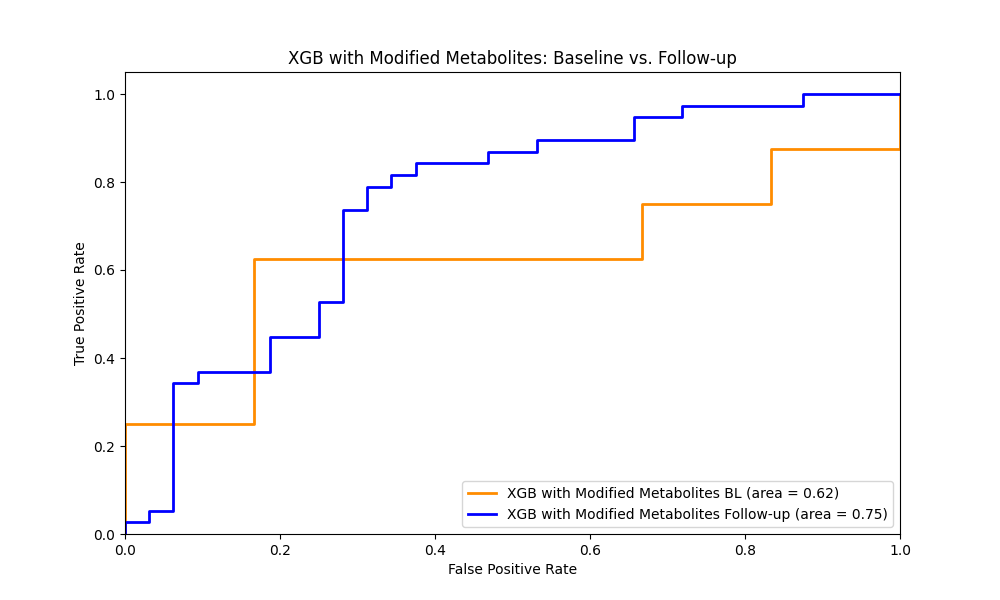 XGB with Modified Metabolites: Baseline vs. Follow-up
True Positive Rate
1.0
0.8
0.6
0.4
0.2
0.0
0.0 0.2 0.4 0.6 0.8 1.0
False Positive Rate
XGB with Modified Metabolites BL (area = 0.62)
XGB with Modified Metabolites Follow-up (area = 0.75)